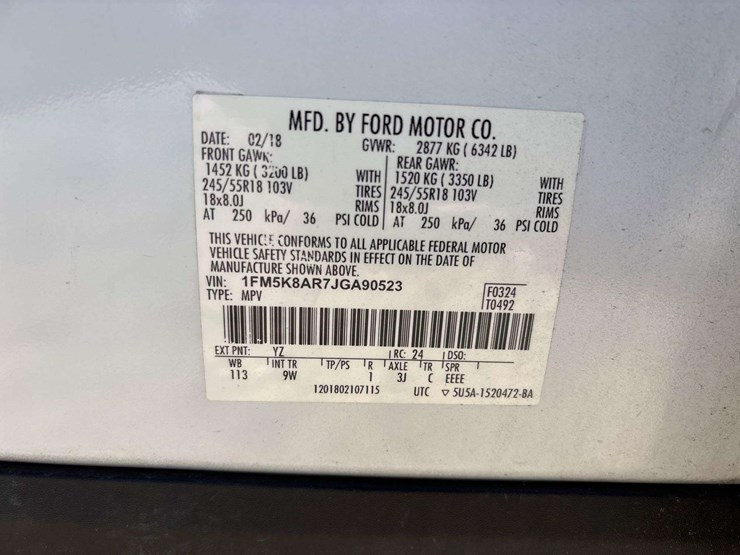 MFD. BY FORD MOTOR CO.
DATE: 02/18 GVWR: 2877 KG ( 6342 LB)
FRONT GAWR: REAR GAWR:
1452 KG ( 3200 LB) WITH 1520 KG ( 3350 LB) WITH
245/55R18 103V TIRES 245/55R18 103V TIRES
18x8.0J RIMS 18x8.0J RIMS
AT 250 kPa/ 36 PSI COLD AT 250 kPa/ 36 PSI COLD
THIS VEHICLE CONFORMS TO ALL APPLICABLE FEDERAL MOTOR
VEHICLE SAFETY STANDARDS IN EFFECT ON THE DATE OF
MANUFACTURE SHOWN ABOVE.
VIN: 1FM5K8AR7JGA90523 F0324
TYPE: MPV T0492
EXT PNT: YZ RC: 24 DSO:
WB INT TR TP/PS R AXLE TR SPR
113 9W 1 3J C EEEE
1201802107115 UTC ▽ 5U5A-1520472-BA